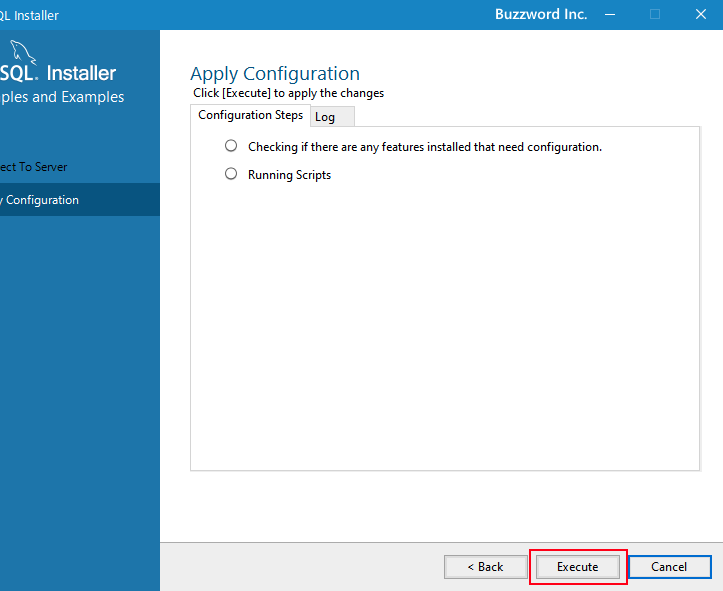 QL Installer
Buzzword Inc.
SQL. Installer
ples and Examples
Apply Configuration
Click [Execute] to apply the changes
Configuration Steps
Log
Checking if there are any features installed that need configuration.
Running Scripts
ect To Server
y Configuration
< Back
Execute
Cancel